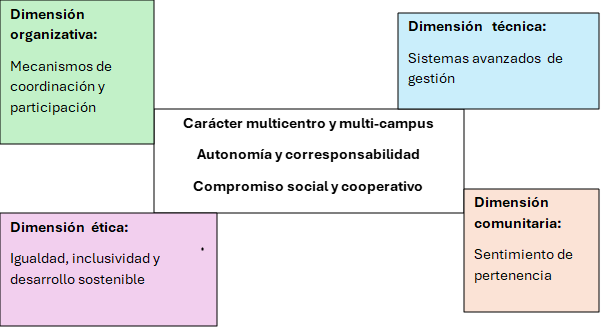 Dimensión
organizativa:
Mecanismos de
coordinación y
participación
Dimensión técnica:
Sistemas avanzados de
gestión
Carácter multicentro y multi-campus
Autonomía y corresponsabilidad
Compromiso social y cooperativo
Dimensión ética:
Igualdad, inclusividad y
desarrollo sostenible
Dimensión
comunitaria:
Sentimiento de
pertenencia